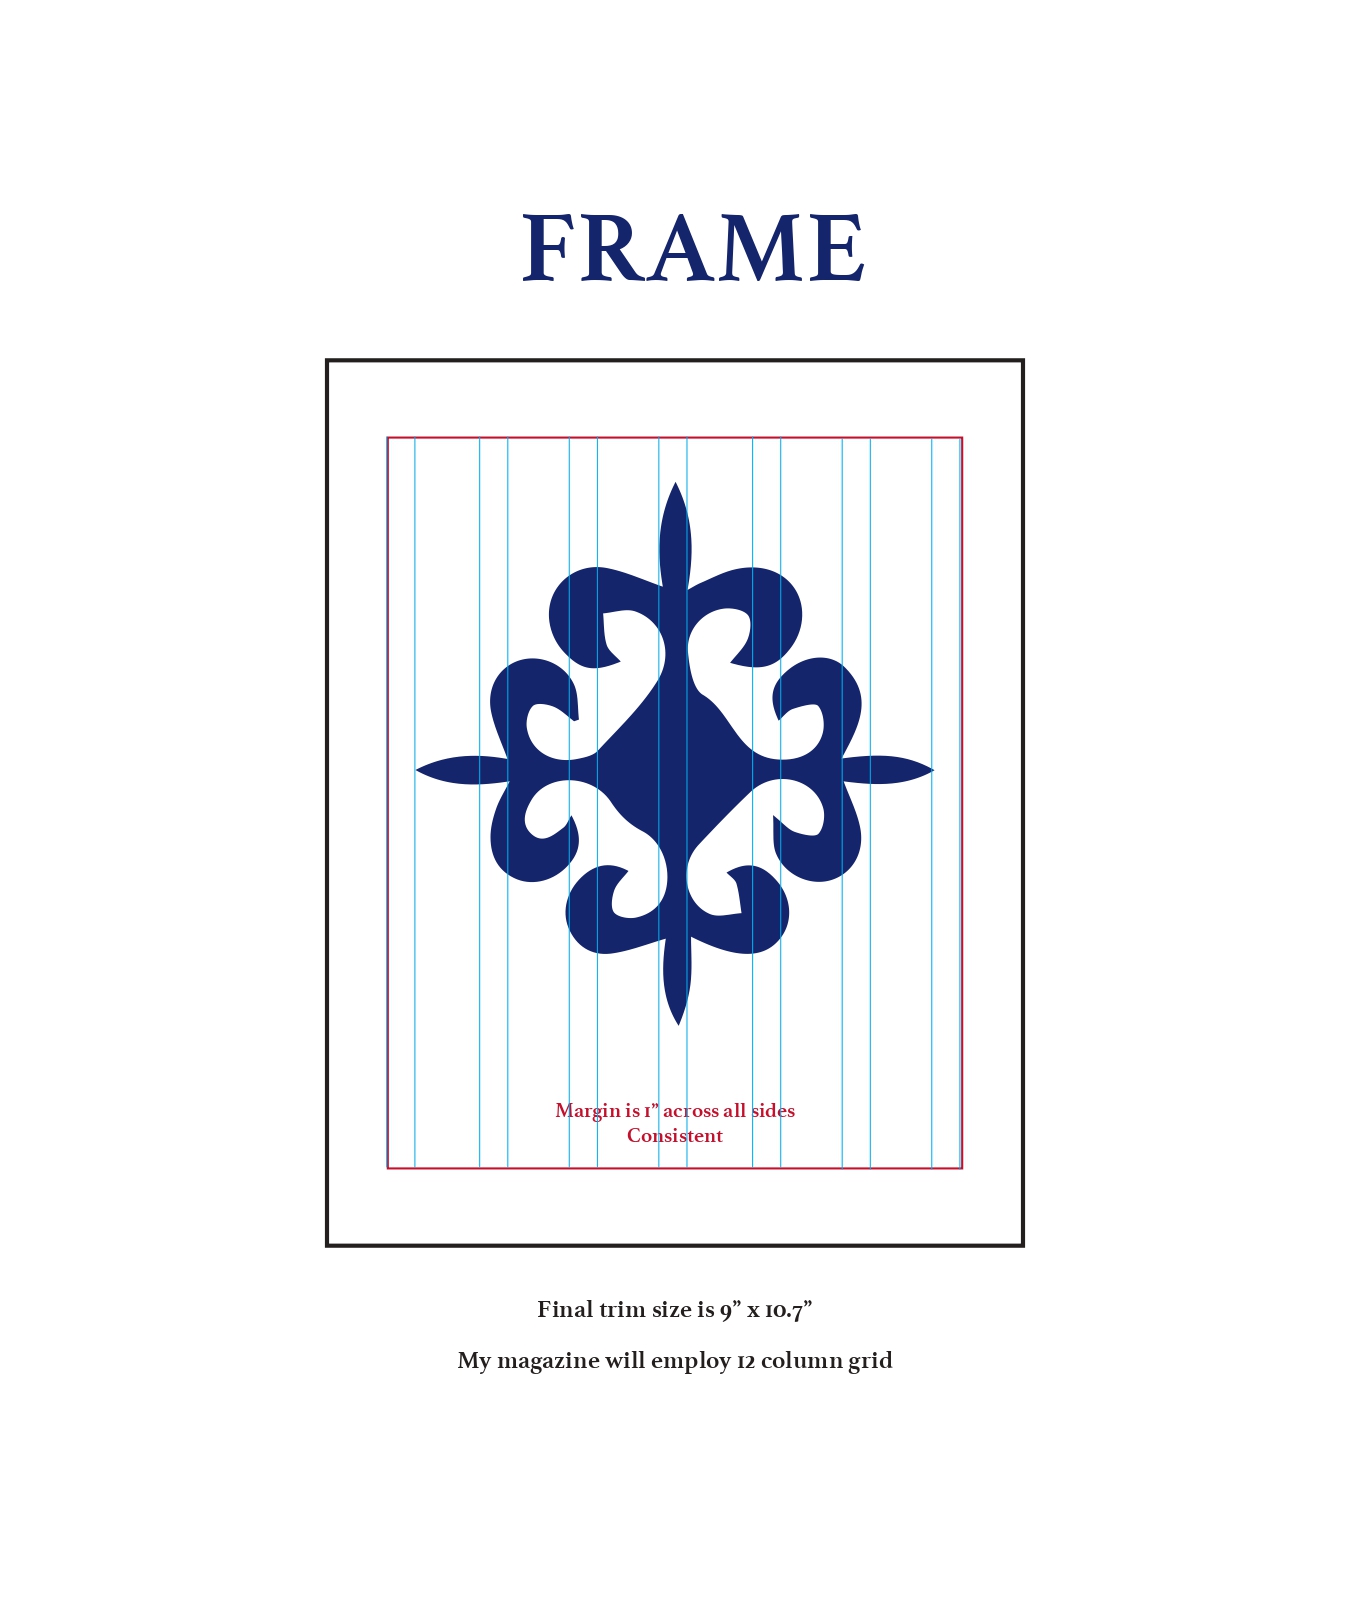 FRAME
Margin is 1” across all sides
Consistent
Final trim size is 9” x 10.7”
My magazine will employ 12 column grid